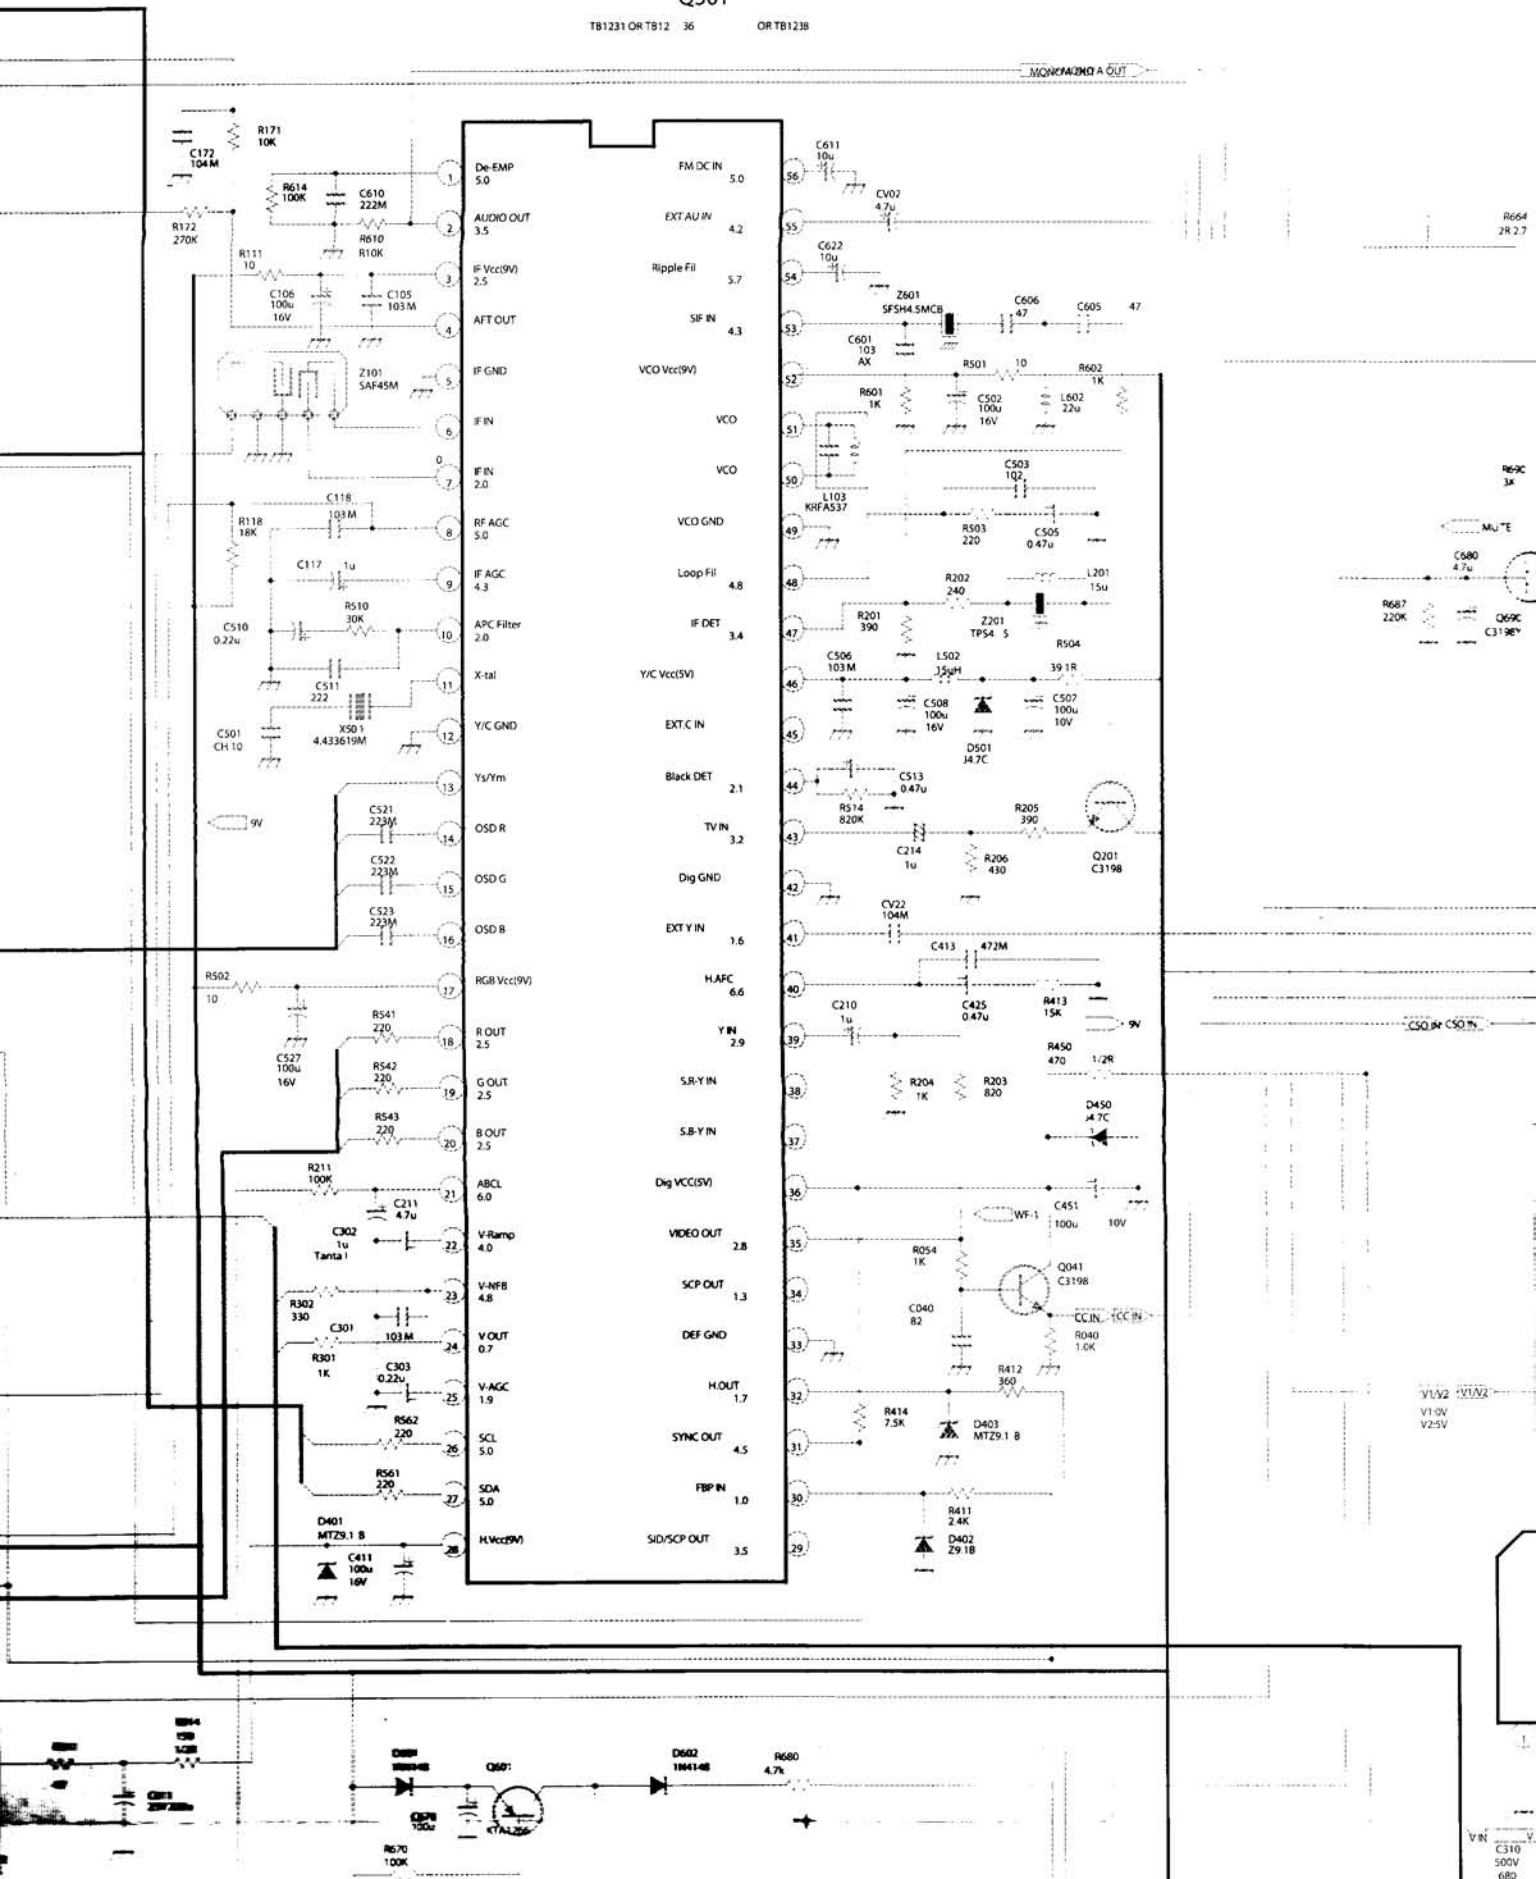 Q501
TB1231 OR TB12 36 OR TB1238
MONO
A OUT
R171
10K
C172
104M
R614
100K
C610
222M
R172
270K
R610
R10K
R111
10
C106
100u
16V
C105
103M
Z101
SAF45M
C118
103M
R118
18K
C117 1u
R510
30K
C510
0.22u
C511
222
X501
4.433619M
C501
CH 10
9V
C521
223M
C522
223M
C523
223M
R502
10
C527
100u
16V
R541
220
R542
220
R543
220
R211
100K
C211
4.7u
C302
1u
Tantal
R302
330
C301
103M
R301
1K
C303
0.22u
R562
220
R561
220
D401
MTZ9.1 B
C411
100u
16V
1 De-EMP
5.0
2 AUDIO OUT
3.5
3 IF Vcc(9V)
2.5
4 AFT OUT
5 IF GND
6 IF IN
0
7 IF IN
2.0
8 RF AGC
5.0
9 IF AGC
4.3
10 APC Filter
2.0
11 X-tal
12 Y/C GND
13 Ys/Ym
14 OSD R
15 OSD G
16 OSD B
17 RGB Vcc(9V)
18 R OUT
2.5
19 G OUT
2.5
20 B OUT
2.5
21 ABCL
6.0
22 V-Ramp
4.0
23 V-NFB
4.8
24 V OUT
0.7
25 V-AGC
1.9
26 SCL
5.0
27 SDA
5.0
28 H.Vcc(9V)
FM DC IN 56
5.0
EXT AU IN 55
4.2
Ripple Fil 54
5.7
SIF IN 53
4.3
VCO Vcc(9V) 52
VCO 51
VCO 50
VCO GND 49
Loop Fil 48
4.8
IF DET 47
3.4
Y/C Vcc(5V) 46
EXT.C IN 45
Black DET 44
2.1
TV IN 43
3.2
Dig GND 42
EXT Y IN 41
1.6
H.AFC 40
6.6
Y IN 39
2.9
S.R-Y IN 38
S.B-Y IN 37
Dig VCC(5V) 36
VIDEO OUT 35
2.8
SCP OUT 34
1.3
DEF GND 33
H.OUT 32
1.7
SYNC OUT 31
4.5
FBP IN 30
1.0
SID/SCP OUT 29
3.5
C611
10u
CV02
4.7u
C622
10u
Z601
SFSH4.5MCB
C606
47
C605 47
C601
103
AX
R501 10
R602
1K
R601
1K
C502
100u
16V
L602
22u
L103
KRFA537
C503
102
R503
220
C505
0.47u
R202
240
L201
15u
R201
390
Z201
TPS4 5
R504
39 1R
C506
103M
L502
15uH
C508
100u
16V
C507
100u
10V
D501
J4.7C
C513
0.47u
R514
820K
R205
390
C214
1u
R206
430
Q201
C3198
CV22
104M
C413 472M
C425
0.47u
R413
15K
C210
1u
9V
R450
470 1/2R
R204
1K
R203
820
D450
J4.7C
WF-1
C451
100u 10V
R054
1K
Q041
C3198
C040
82
CC IN CC IN
R040
1.0K
R412
360
R414
7.5K
D403
MTZ9.1 B
R411
2.4K
D402
Z9.1B
R664
2R 2.7
R69C
3K
MUTE
C680
4.7u
R687
220K
Q69C
C3198Y
CSO IN CSO IN
V1/V2 V1/V2
V1:0V
V2:5V
Q601
KTA1266
100u
D602
1N4148
R680
4.7k
R670
100K
V IN V
C310
500V
680